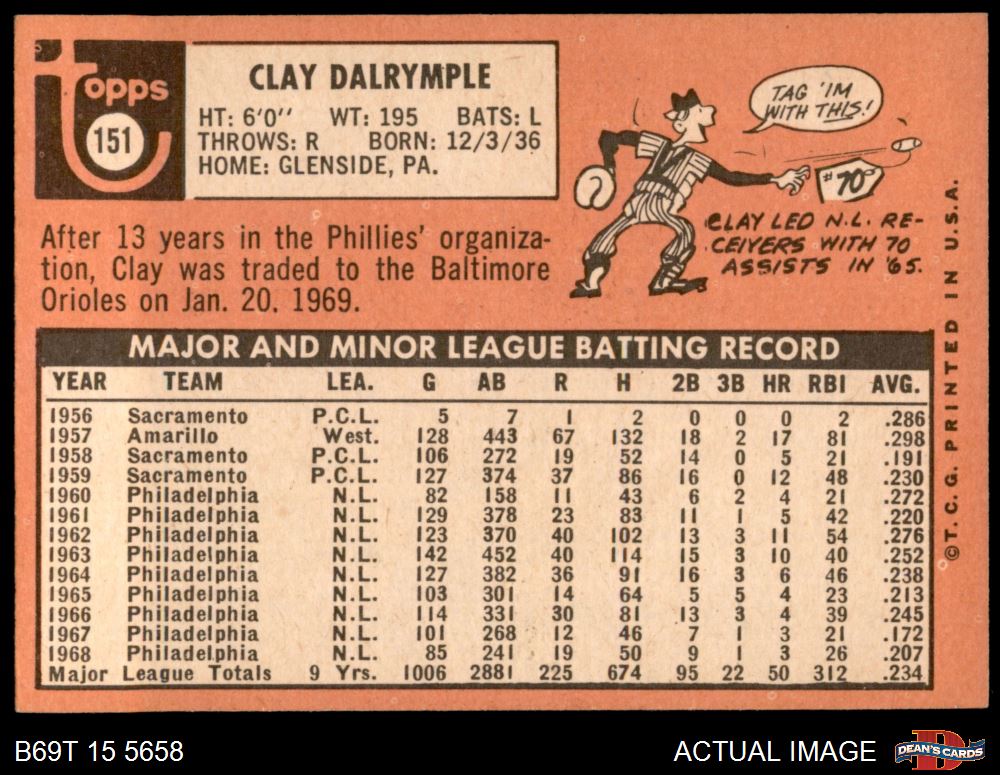 Topps
151
CLAY DALRYMPLE
HT: 6'0'' WT: 195 BATS: L
THROWS: R BORN: 12/3/36
HOME: GLENSIDE, PA.
TAG 'IM
WITH THIS!
#70
CLAY LED N.L. RE-
CEIVERS WITH 70
ASSISTS IN '65.
After 13 years in the Phillies' organiza-
tion, Clay was traded to the Baltimore
Orioles on Jan. 20, 1969.
MAJOR AND MINOR LEAGUE BATTING RECORD
YEAR TEAM LEA. G AB R H 2B 3B HR RBI AVG.
1956 Sacramento P.C.L. 5 7 1 2 0 0 0 2 .286
1957 Amarillo West. 128 443 67 132 18 2 17 81 .298
1958 Sacramento P.C.L. 106 272 19 52 14 0 5 21 .191
1959 Sacramento P.C.L. 127 374 37 86 16 0 12 48 .230
1960 Philadelphia N.L. 82 158 11 43 6 2 4 21 .272
1961 Philadelphia N.L. 129 378 23 83 11 1 5 42 .220
1962 Philadelphia N.L. 123 370 40 102 13 3 11 54 .276
1963 Philadelphia N.L. 142 452 40 114 15 3 10 40 .252
1964 Philadelphia N.L. 127 382 36 91 16 3 6 46 .238
1965 Philadelphia N.L. 103 301 14 64 5 5 4 23 .213
1966 Philadelphia N.L. 114 331 30 81 13 3 4 39 .245
1967 Philadelphia N.L. 101 268 12 46 7 1 3 21 .172
1968 Philadelphia N.L. 85 241 19 50 9 1 3 26 .207
Major League Totals 9 Yrs. 1006 2881 225 674 95 22 50 312 .234
©T.C.G. PRINTED IN U.S.A.
B69T 15 5658
ACTUAL IMAGE
D
DEAN'S CARDS